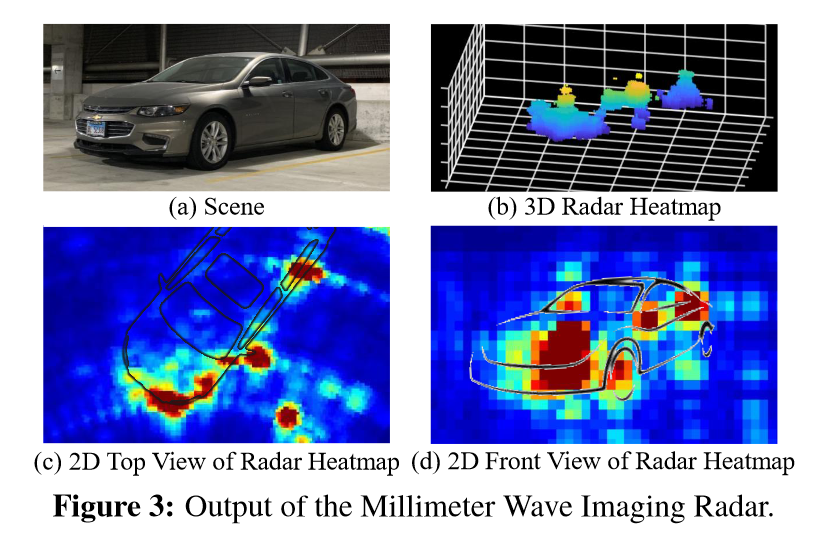 (a) Scene
(b) 3D Radar Heatmap
(c) 2D Top View of Radar Heatmap
(d) 2D Front View of Radar Heatmap
Figure 3: Output of the Millimeter Wave Imaging Radar.